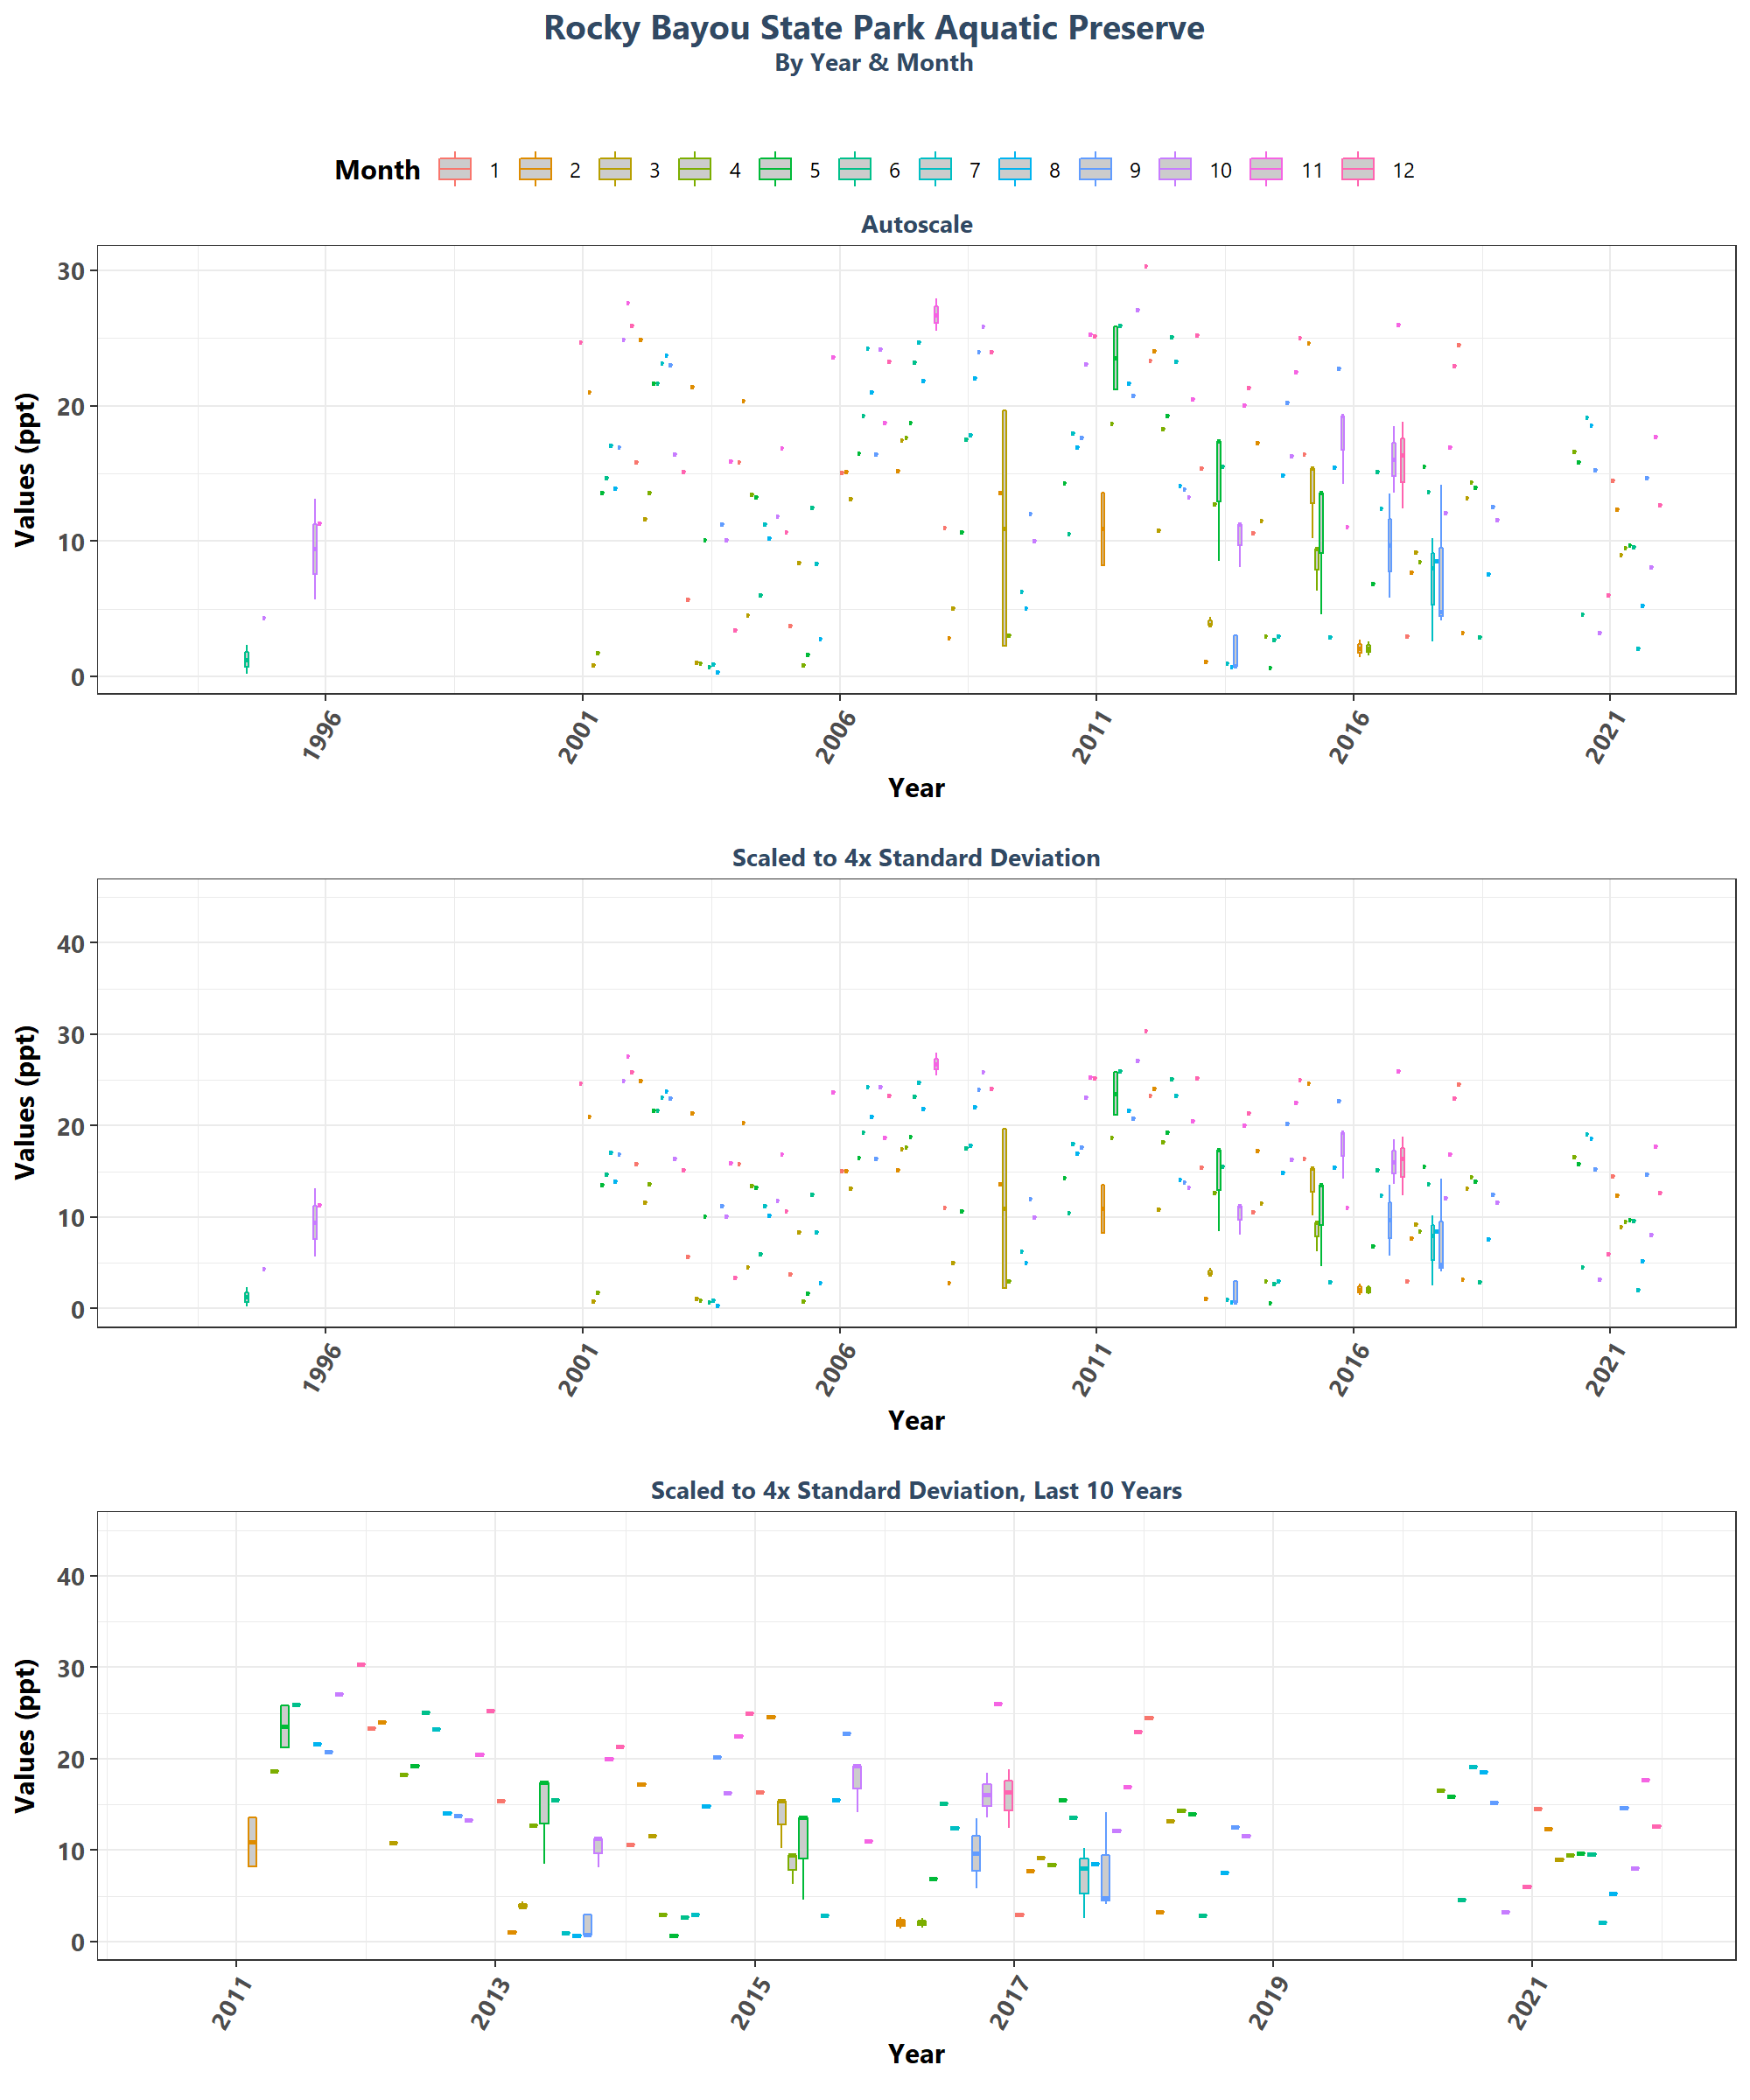 Rocky Bayou State Park Aquatic Preserve
By Year & Month
Month 1 2 3 4 5 6 7 8 9 10 11 12
Autoscale
Values (ppt)
30
20
10
0
1996 2001 2006 2011 2016 2021
Year
Scaled to 4x Standard Deviation
Values (ppt)
40
30
20
10
0
1996 2001 2006 2011 2016 2021
Year
Scaled to 4x Standard Deviation, Last 10 Years
Values (ppt)
40
30
20
10
0
2011 2013 2015 2017 2019 2021
Year